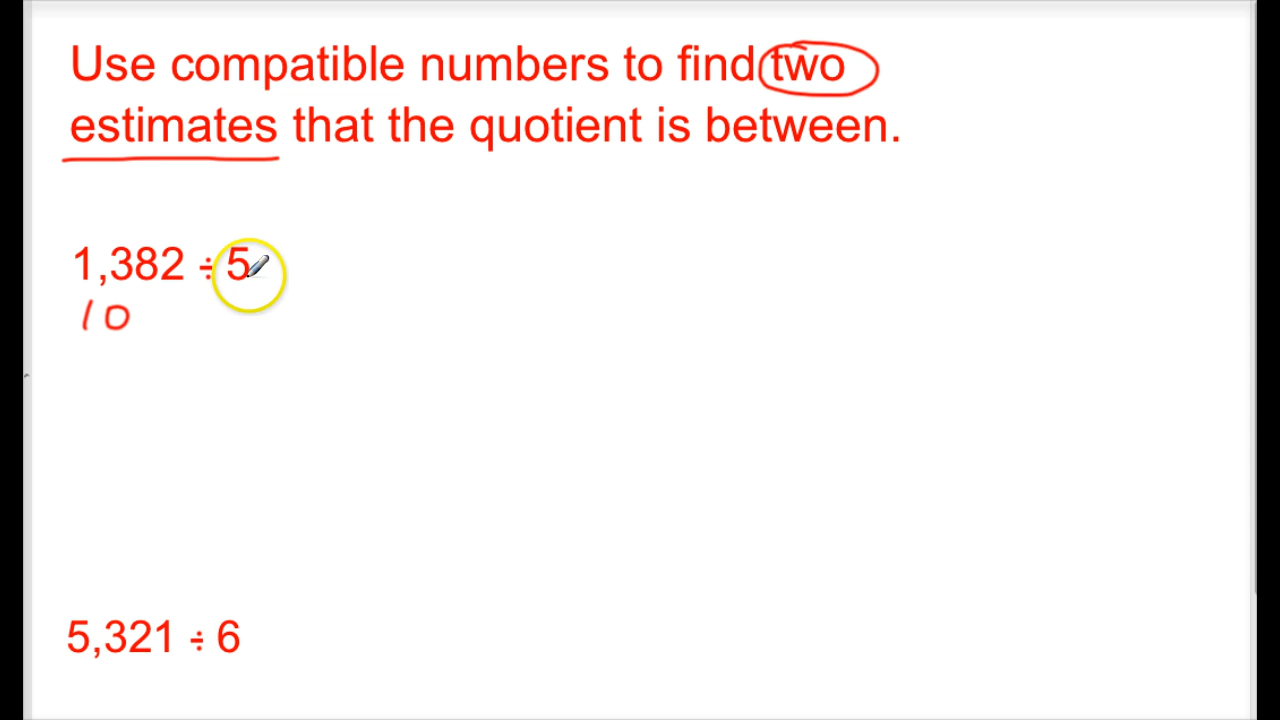 Use compatible numbers to find two
estimates that the quotient is between.
1,382 ÷ 5
10
5,321 ÷ 6